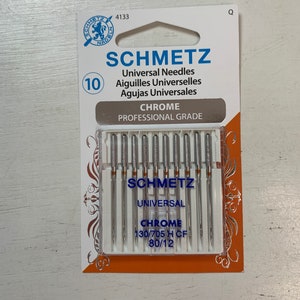 4133
Q
SCHMETZ
10
Universal Needles
Aiguilles Universelles
Agujas Universales
CHROME
PROFESSIONAL GRADE
SCHMETZ
UNIVERSAL
CHROME
130/705 H CF
80/12